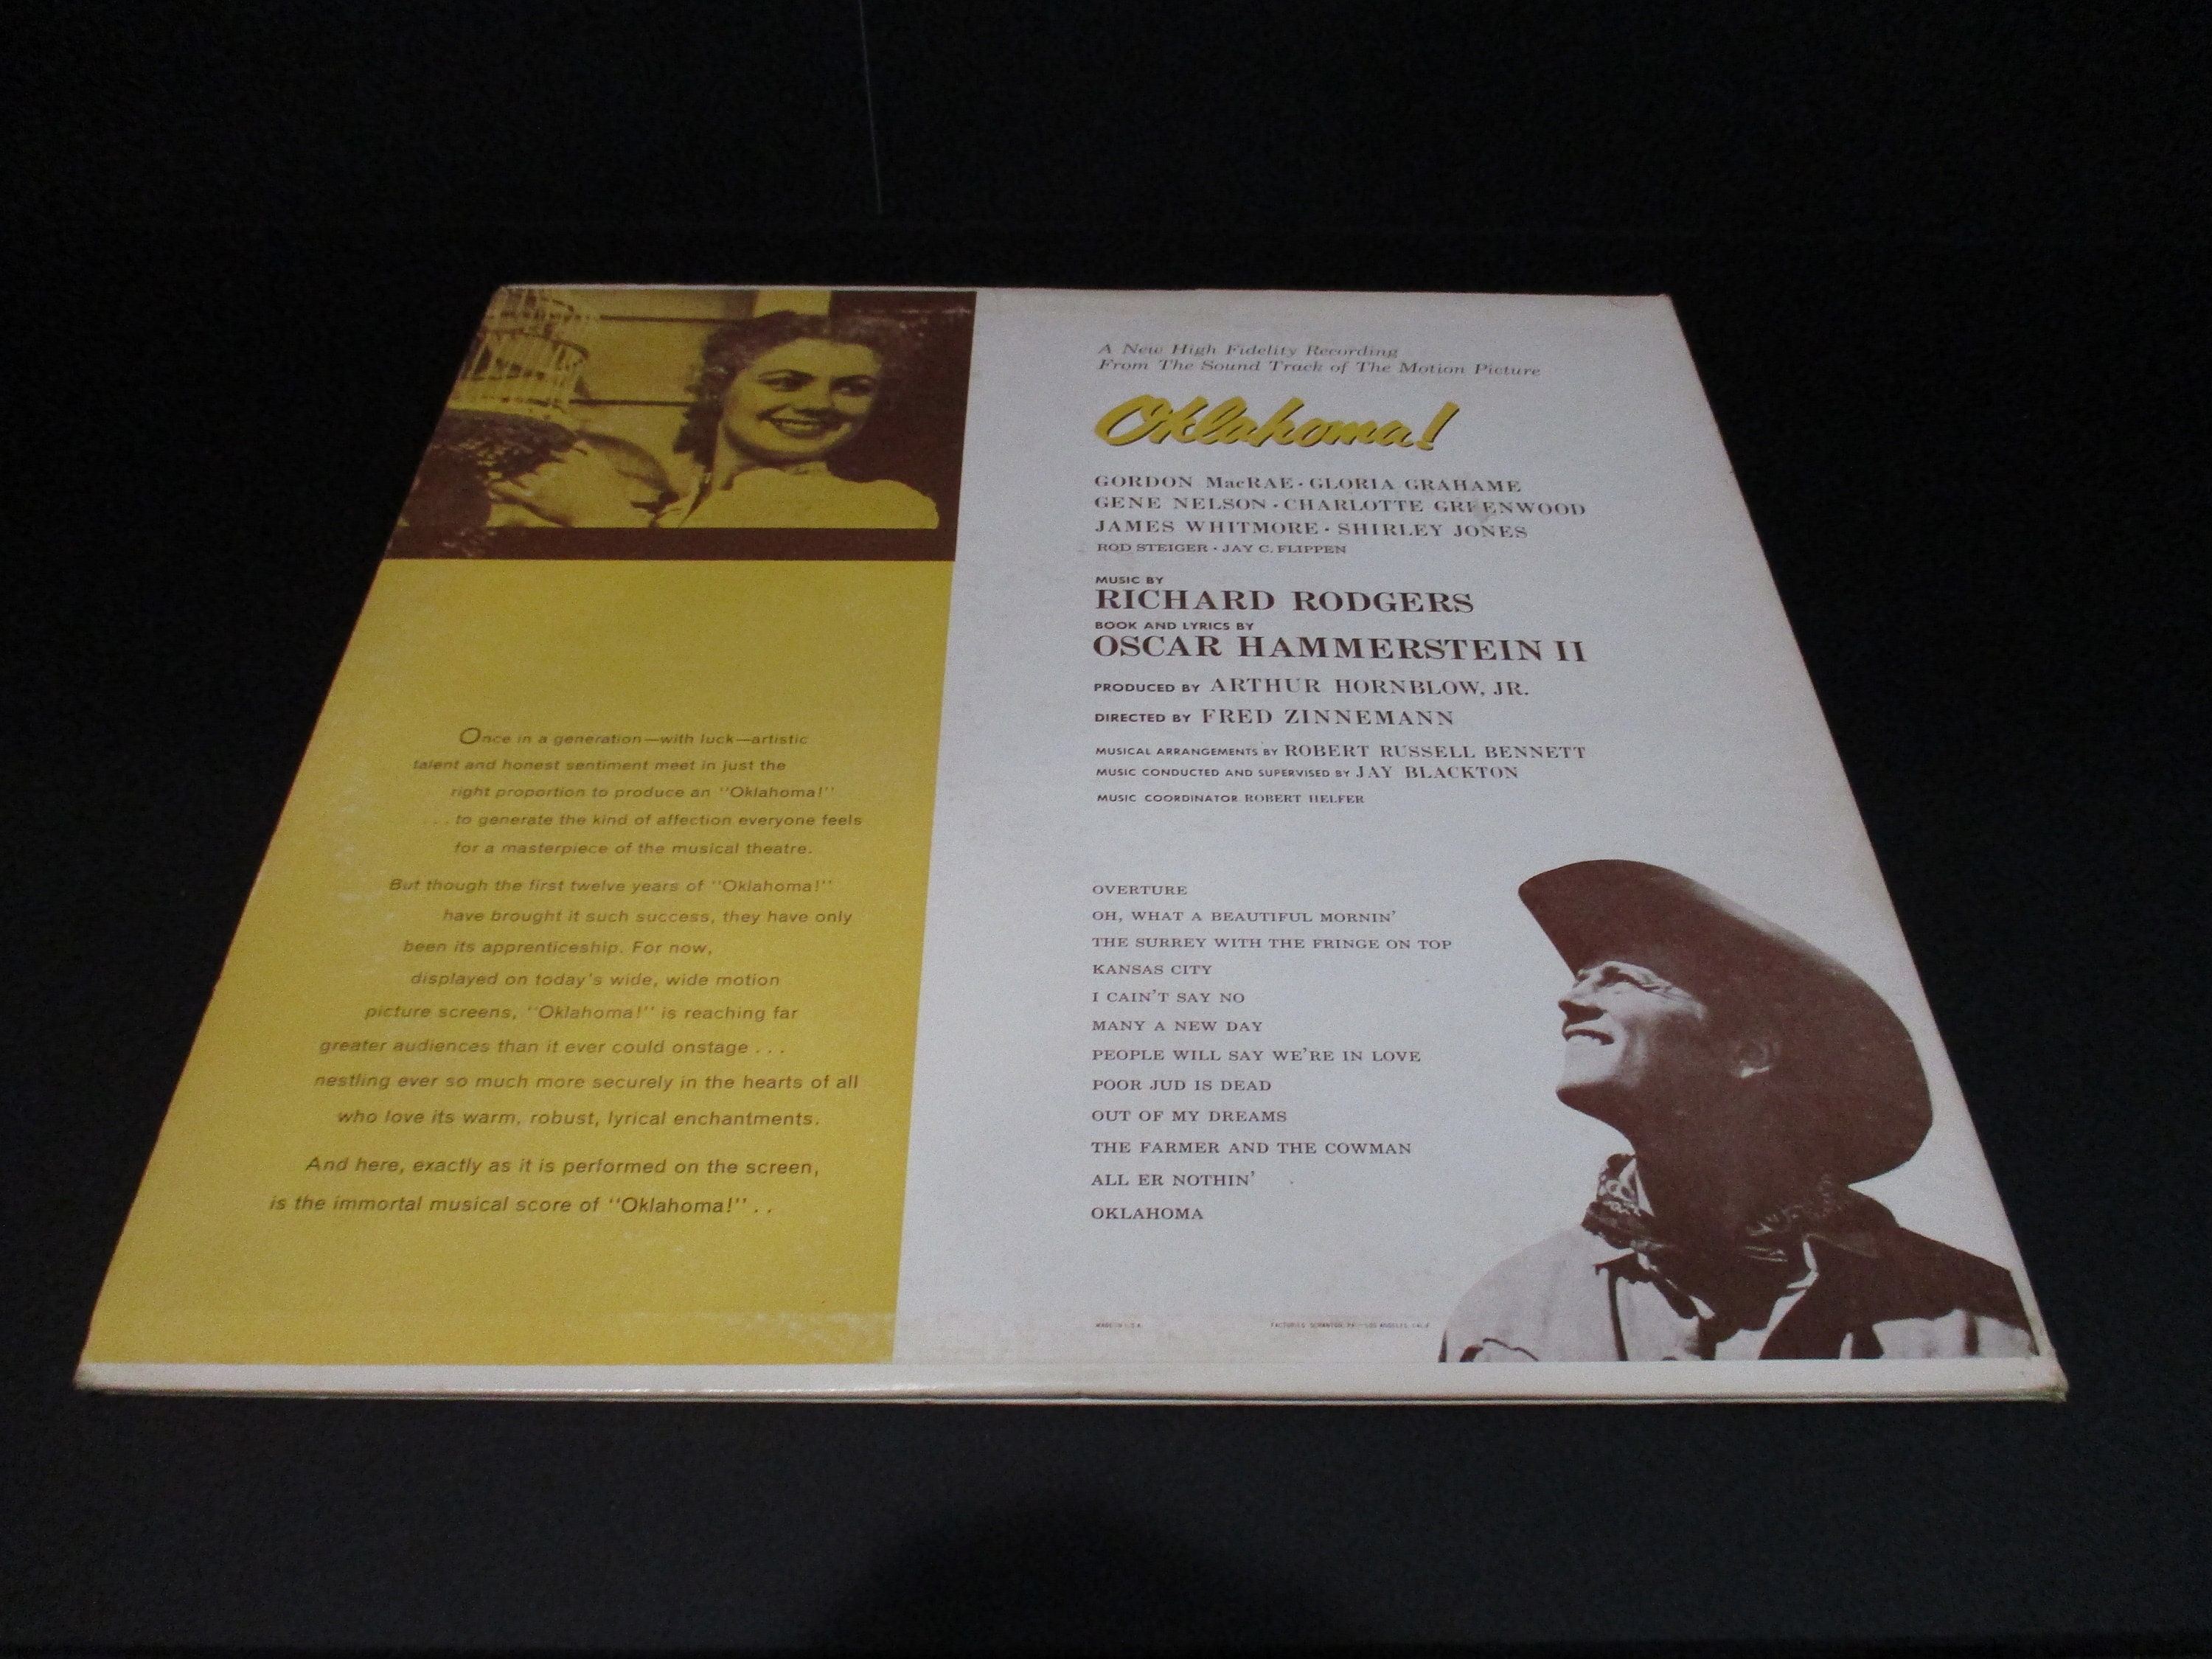 Once in a generation—with luck—artistic
talent and honest sentiment meet in just the
right proportion to produce an "Oklahoma!"
. . . to generate the kind of affection everyone feels
for a masterpiece of the musical theatre.
But though the first twelve years of "Oklahoma!"
have brought it such success, they have only
been its apprenticeship. For now,
displayed on today's wide, wide motion
picture screens, "Oklahoma!" is reaching far
greater audiences than it ever could onstage . . .
nestling ever so much more securely in the hearts of all
who love its warm, robust, lyrical enchantments.
And here, exactly as it is performed on the screen,
is the immortal musical score of "Oklahoma!" . .
A New High Fidelity Recording
From The Sound Track of The Motion Picture
Oklahoma!
GORDON MacRAE · GLORIA GRAHAME
GENE NELSON · CHARLOTTE GREENWOOD
JAMES WHITMORE · SHIRLEY JONES
ROD STEIGER · JAY C. FLIPPEN
MUSIC BY
RICHARD RODGERS
BOOK AND LYRICS BY
OSCAR HAMMERSTEIN II
PRODUCED BY ARTHUR HORNBLOW, JR.
DIRECTED BY FRED ZINNEMANN
MUSICAL ARRANGEMENTS BY ROBERT RUSSELL BENNETT
MUSIC CONDUCTED AND SUPERVISED BY JAY BLACKTON
MUSIC COORDINATOR ROBERT HELFER
OVERTURE
OH, WHAT A BEAUTIFUL MORNIN'
THE SURREY WITH THE FRINGE ON TOP
KANSAS CITY
I CAIN'T SAY NO
MANY A NEW DAY
PEOPLE WILL SAY WE'RE IN LOVE
POOR JUD IS DEAD
OUT OF MY DREAMS
THE FARMER AND THE COWMAN
ALL ER NOTHIN'
OKLAHOMA
MADE IN U.S.A.
FACTORIES: SCRANTON, PA.—LOS ANGELES, CALIF.